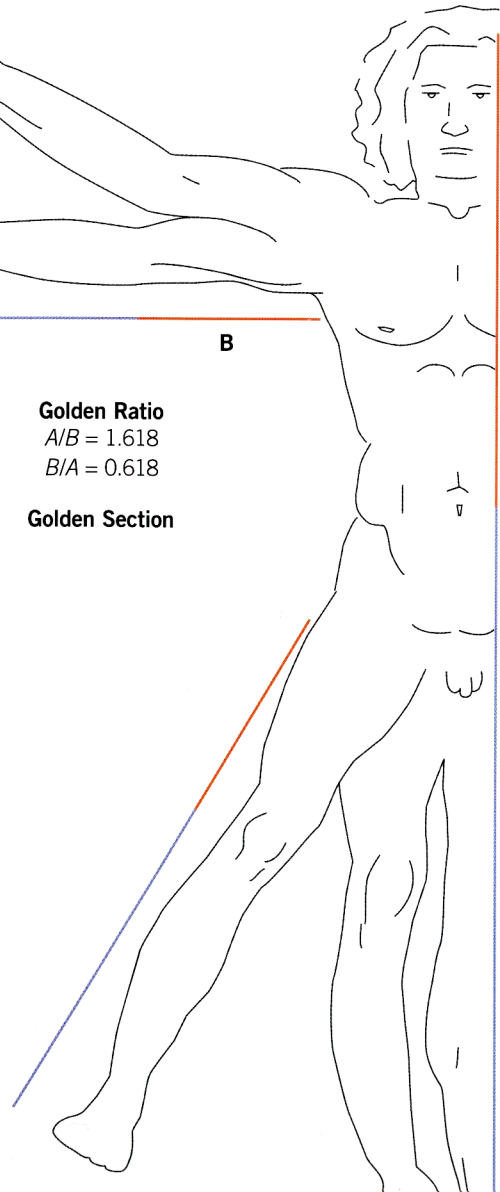 B
Golden Ratio
A/B = 1.618
B/A = 0.618
Golden Section